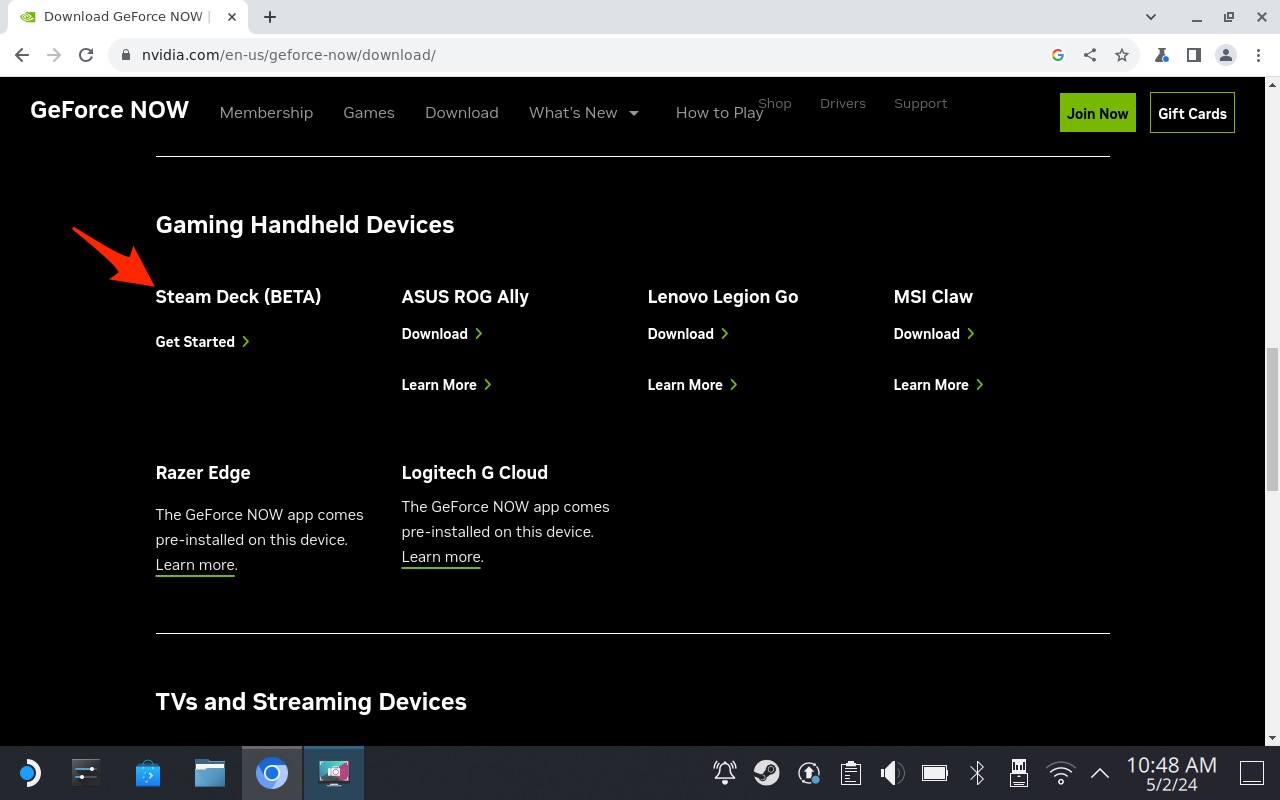 Download GeForce NOW |
nvidia.com/en-us/geforce-now/download/
GeForce NOW
Membership
Games
Download
What's New
How to Play
Shop
Drivers
Support
Join Now
Gift Cards
Gaming Handheld Devices
Steam Deck (BETA)
Get Started
ASUS ROG Ally
Download
Learn More
Lenovo Legion Go
Download
Learn More
MSI Claw
Download
Learn More
Razer Edge
The GeForce NOW app comes
pre-installed on this device.
Learn more.
Logitech G Cloud
The GeForce NOW app comes
pre-installed on this device.
Learn more.
TVs and Streaming Devices
10:48 AM
5/2/24